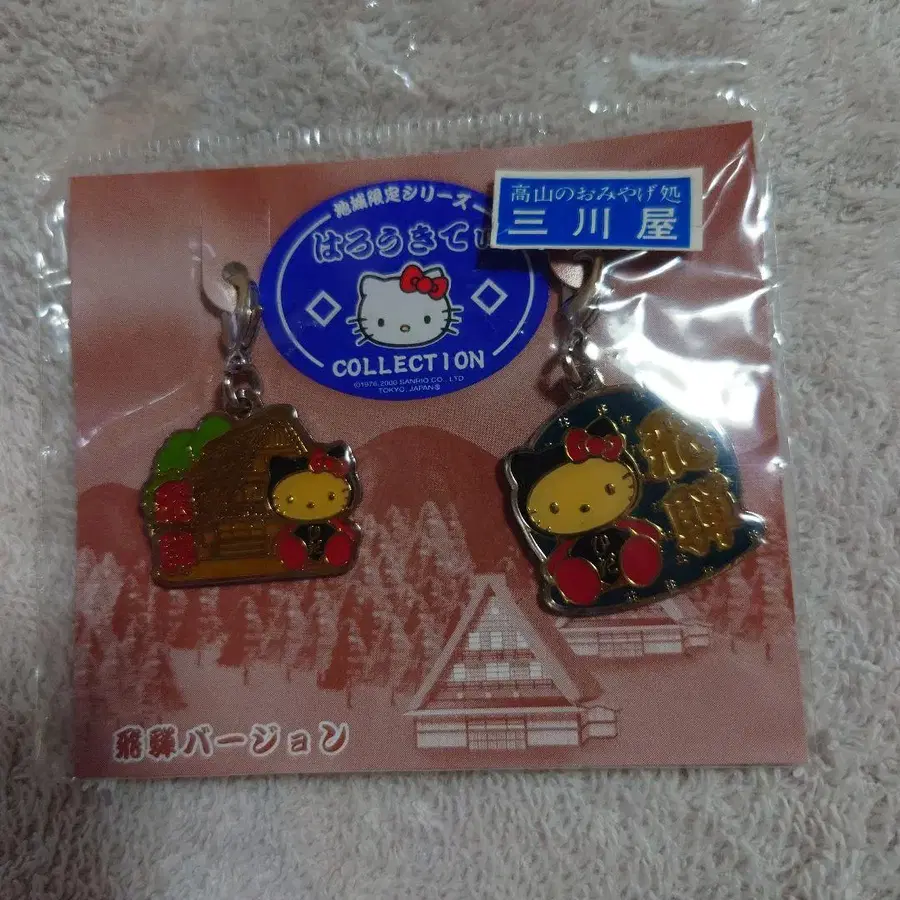 地域限定シリーズ
はろうきてぃ
COLLECTION
©1976,2000 SANRIO CO., LTD
TOKYO, JAPAN
高山のおみやげ処
三川屋
飛騨
飛騨
飛騨バージョン